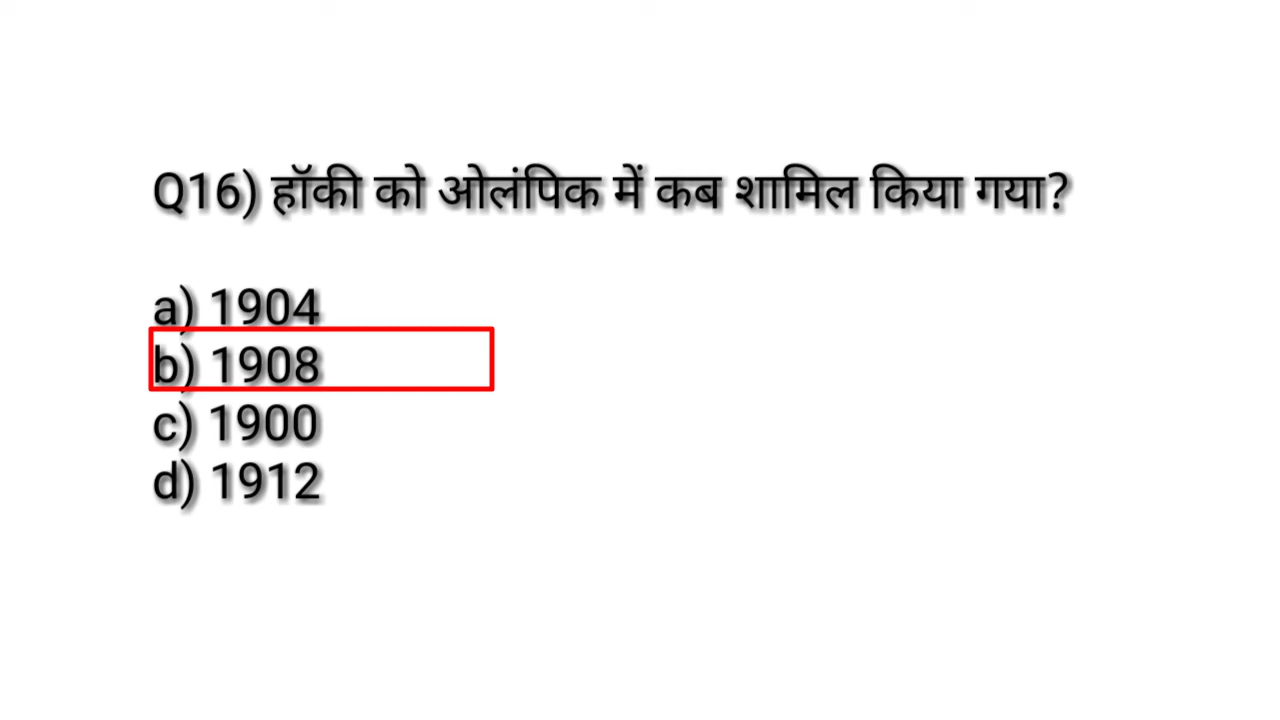 Q16) हॉकी को ओलंपिक में कब शामिल किया गया?
a) 1904
b) 1908
c) 1900
d) 1912